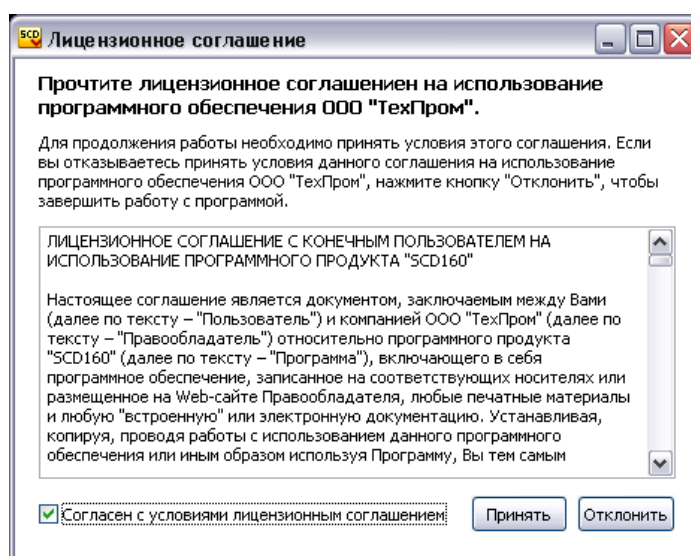 SCD Лицензионное соглашение
Прочтите лицензионное соглашениен на использование
программного обеспечения ООО "ТехПром".
Для продолжения работы необходимо принять условия этого соглашения. Если
вы отказываетесь принять условия данного соглашения на использование
программного обеспечения ООО "ТехПром", нажмите кнопку "Отклонить", чтобы
завершить работу с программой.
ЛИЦЕНЗИОННОЕ СОГЛАШЕНИЕ С КОНЕЧНЫМ ПОЛЬЗОВАТЕЛЕМ НА
ИСПОЛЬЗОВАНИЕ ПРОГРАММНОГО ПРОДУКТА "SCD160"
Настоящее соглашение является документом, заключаемым между Вами
(далее по тексту – "Пользователь") и компанией ООО "ТехПром" (далее по
тексту – "Правообладатель") относительно программного продукта
"SCD160" (далее по тексту – "Программа"), включающего в себя
программное обеспечение, записанное на соответствующих носителях или
размещенное на Web-сайте Правообладателя, любые печатные материалы
и любую "встроенную" или электронную документацию. Устанавливая,
копируя, проводя работы с использованием данного программного
обеспечения или иным образом используя Программу, Вы тем самым
Согласен с условиями лицензионным соглашением Принять Отклонить